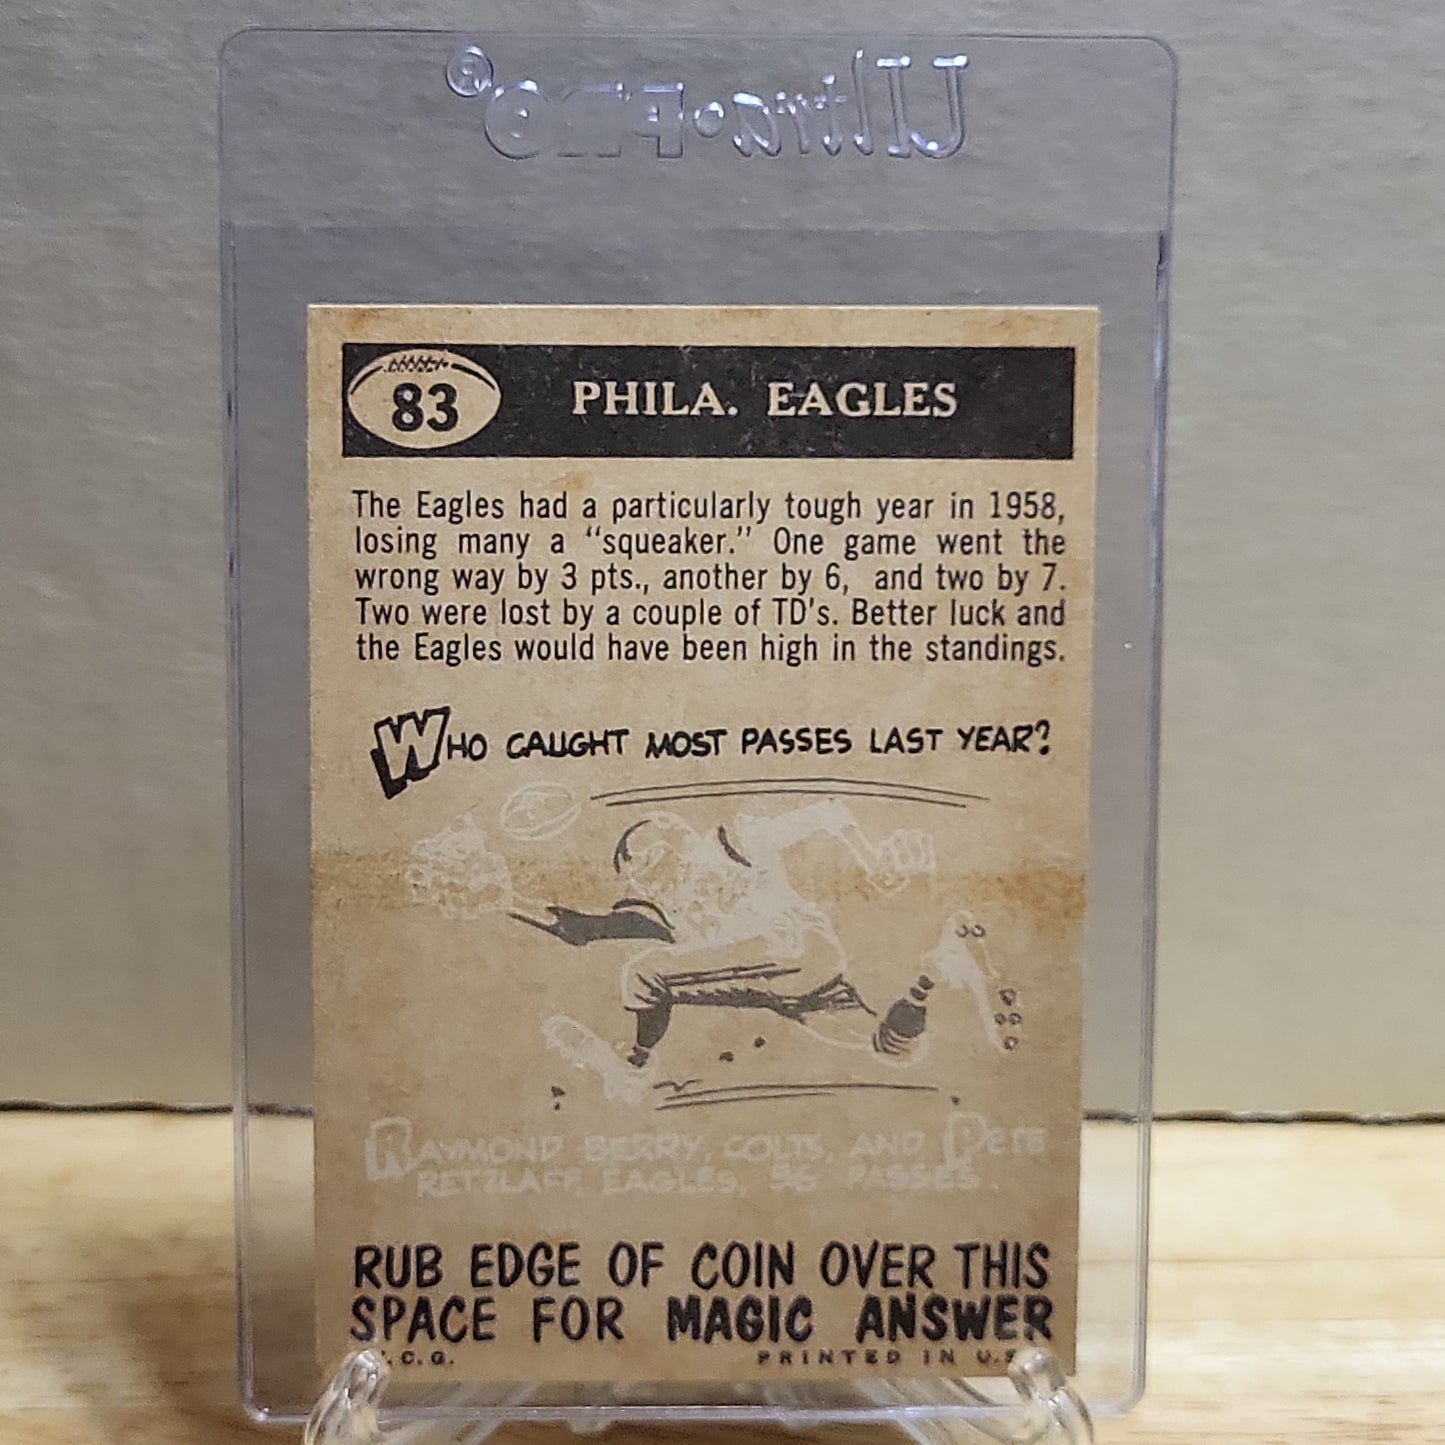 Ultra•PRO®
83 PHILA. EAGLES
The Eagles had a particularly tough year in 1958,
losing many a “squeaker.” One game went the
wrong way by 3 pts., another by 6, and two by 7.
Two were lost by a couple of TD's. Better luck and
the Eagles would have been high in the standings.
WHO CAUGHT MOST PASSES LAST YEAR?
RAYMOND BERRY, COLTS, AND PETE
RETZLAFF, EAGLES, 56 PASSES.
RUB EDGE OF COIN OVER THIS
SPACE FOR MAGIC ANSWER
.C.G. PRINTED IN U.S